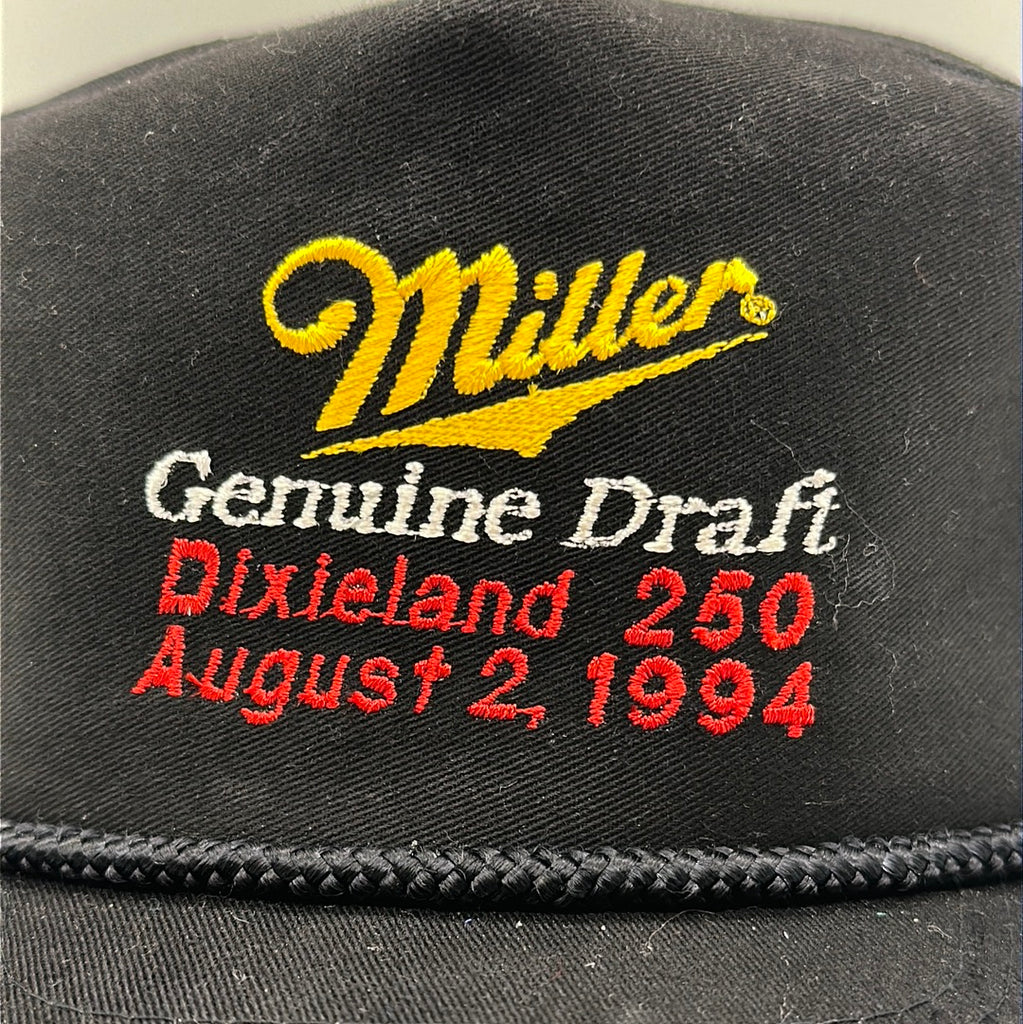 Miller®
Genuine Draft
Dixieland 250
August 2, 1994